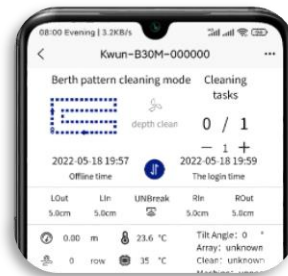 08:00 Evening | 3.2KB/s
Kwun-B30M-000000
Berth pattern cleaning mode Cleaning tasks
depth clean
0 / 1
— 1 +
2022-05-18 19:57 2022-05-18 19:59
Offline time The login time
LOut LIn UNBreak RIn ROut
5.0cm 5.0cm 5.0cm 5.0cm
0.00 m 23.6 ℃ Tilt Angle: 0 °
Array: unknown
0 row 35 ℃ Clean: unknown